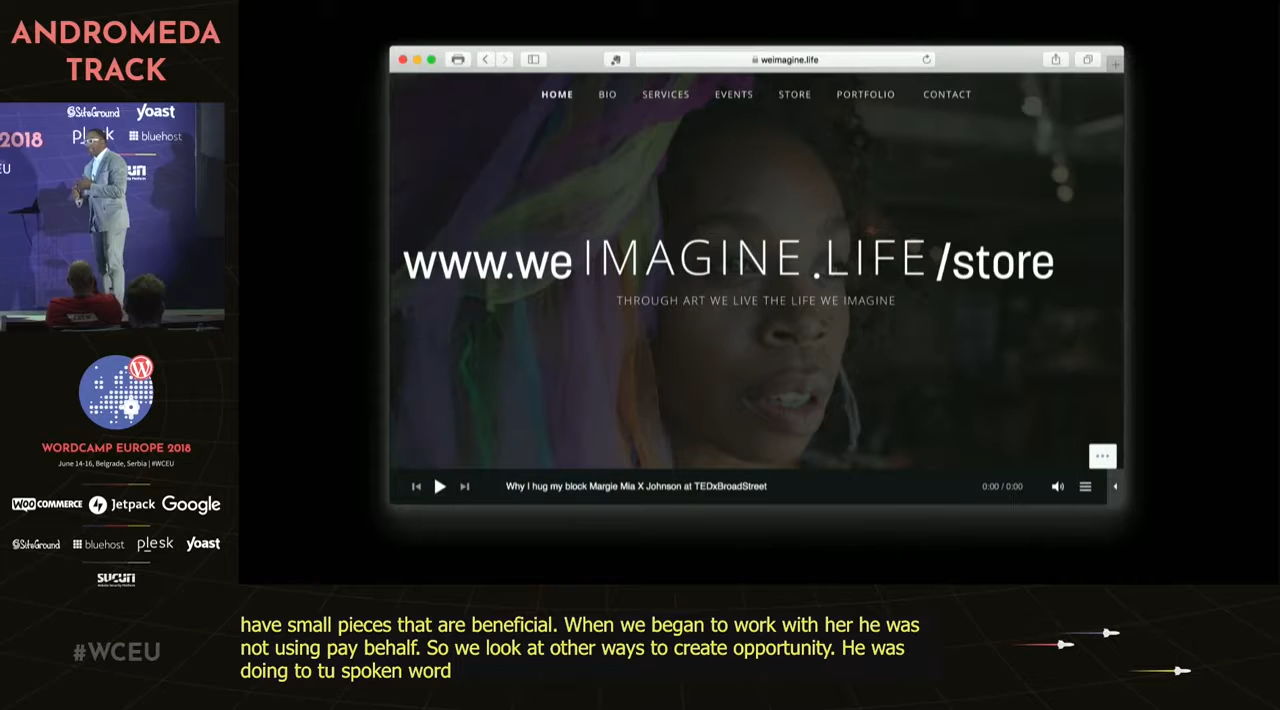 ANDROMEDA
TRACK
SiteGround yoast
2018 plesk bluehost
EU
WORDCAMP EUROPE 2018
June 14-16, Belgrade, Serbia | #WCEU
WOO COMMERCE Jetpack Google
SiteGround bluehost plesk yoast
SUCURI
#WCEU
weimagine.life
HOME BIO SERVICES EVENTS STORE PORTFOLIO CONTACT
www.weIMAGINE.LIFE/store
THROUGH ART WE LIVE THE LIFE WE IMAGINE
Why I hug my block Margie Mia X Johnson at TEDxBroadStreet 0:00 / 0:00
have small pieces that are beneficial. When we began to work with her he was
not using pay behalf. So we look at other ways to create opportunity. He was
doing to tu spoken word